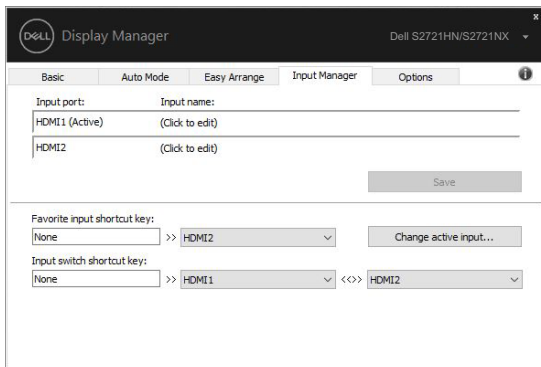 DELL Display Manager Dell S2721HN/S2721NX
x
Basic Auto Mode Easy Arrange Input Manager Options i
Input port: Input name:
HDMI1 (Active) (Click to edit)
HDMI2 (Click to edit)
Save
Favorite input shortcut key:
None >> HDMI2 Change active input...
Input switch shortcut key:
None >> HDMI1 <<>> HDMI2